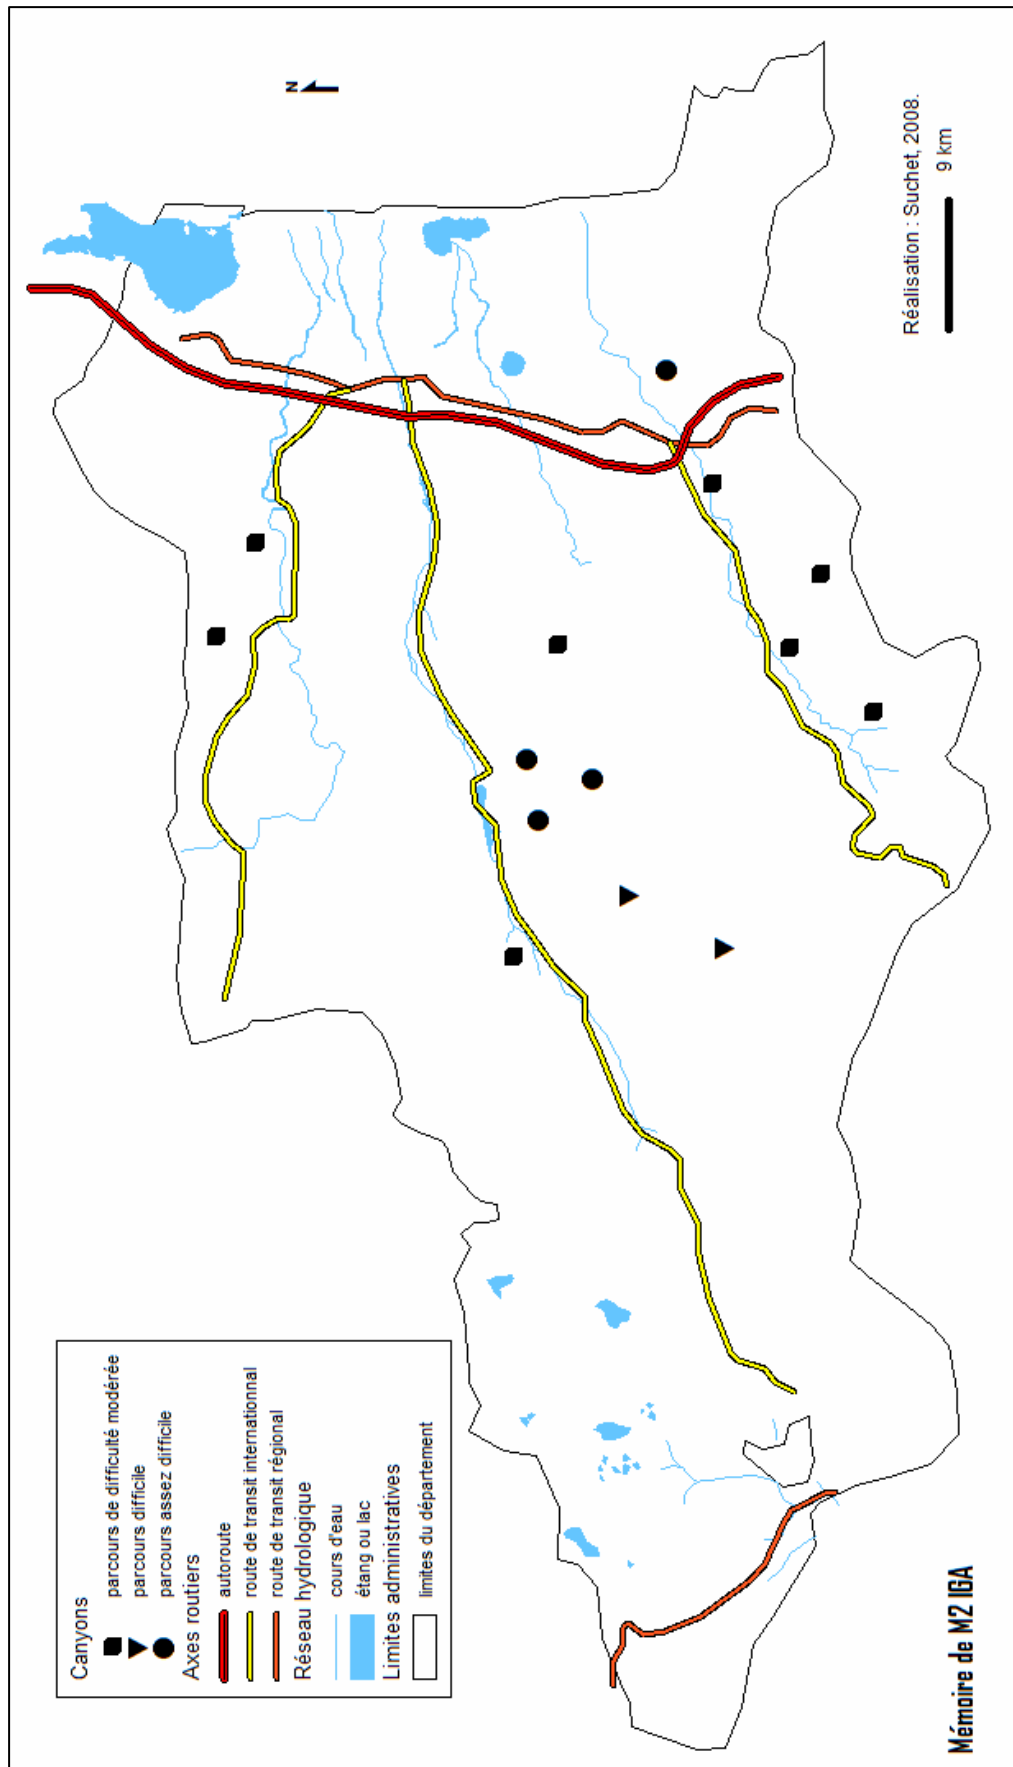 N
Réalisation : Suchet, 2008.
9 km
Canyons
parcours de difficulté modérée
parcours difficile
parcours assez difficile
Axes routiers
autoroute
route de transit internationnal
route de transit régional
Réseau hydrologique
cours d'eau
étang ou lac
Limites administratives
limites du département
Mémoire de M2 IGA